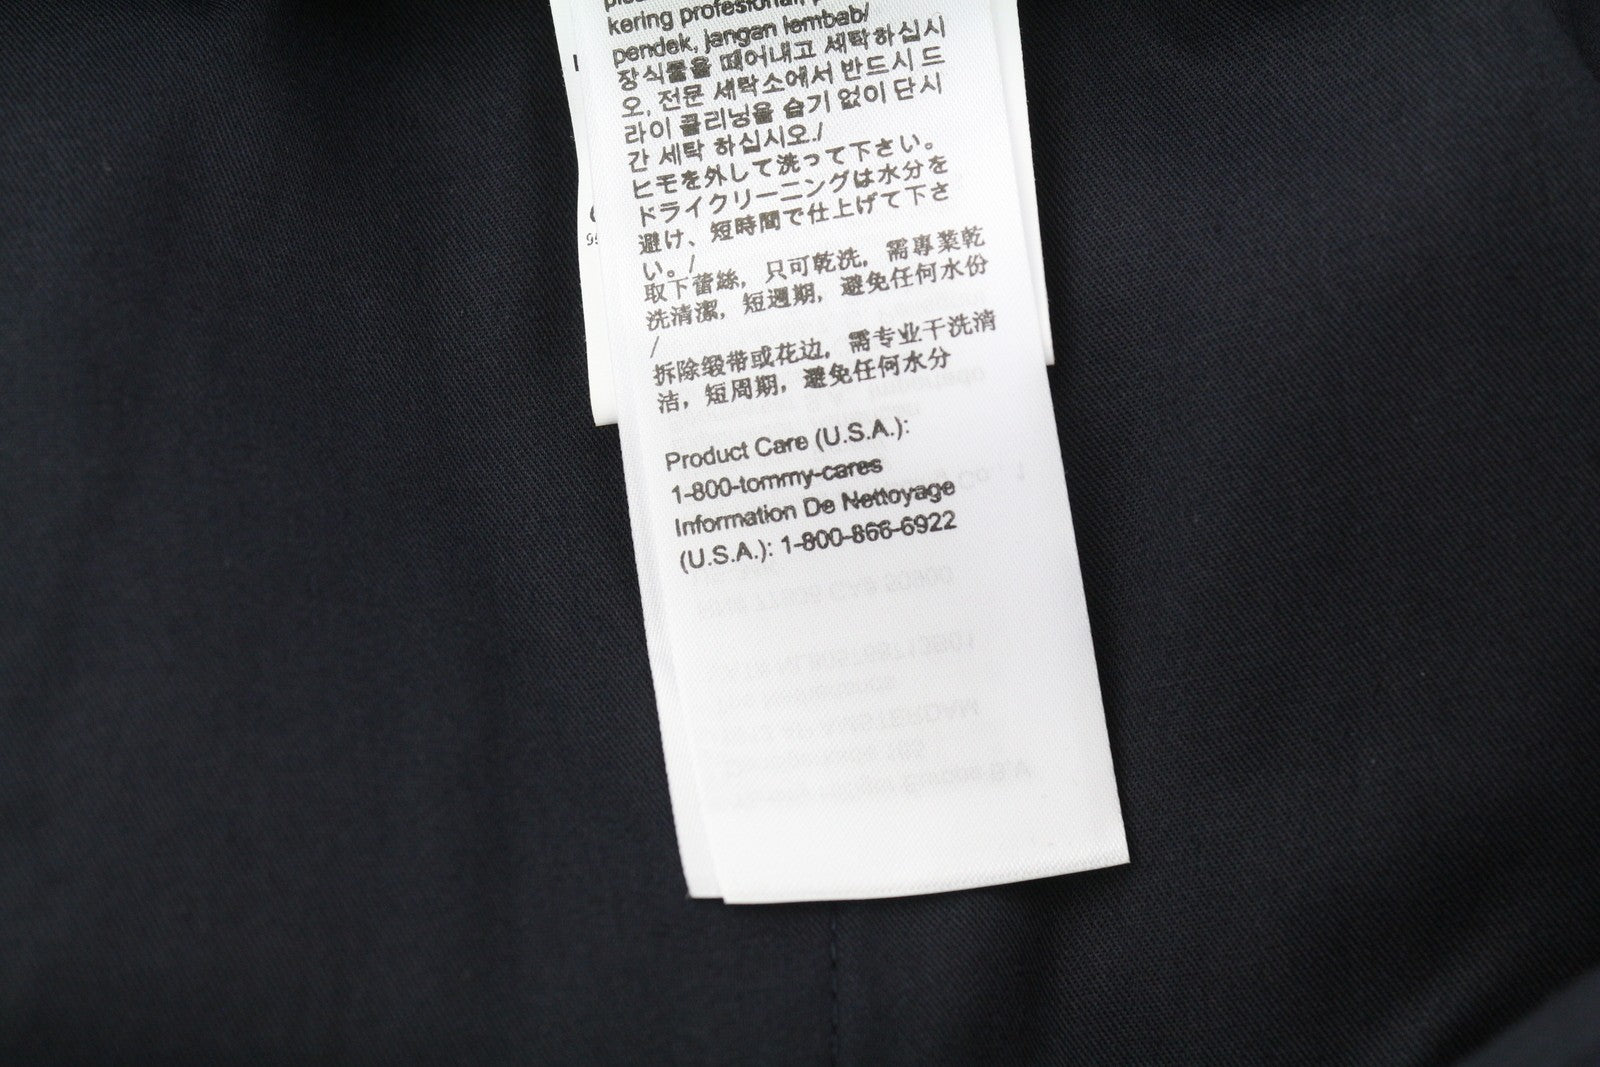 kering profesional,
pendek, jangan lembab/
장식물을 떼어내고 세탁하십시
오, 전문 세탁소에서 반드시 드
라이 클리닝을 습기 없이 단시
간 세탁 하십시오./
ヒモを外して洗って下さい。
ドライクリーニングは水分を
避け、短時間で仕上げて下さ
い。/
取下蕾絲，只可乾洗，需專業乾
洗清潔，短週期，避免任何水份
/
拆除缎带或花边，需专业干洗清
洁，短周期，避免任何水分
Product Care (U.S.A.):
1-800-tommy-cares
Information De Nettoyage
(U.S.A.): 1-800-866-6922